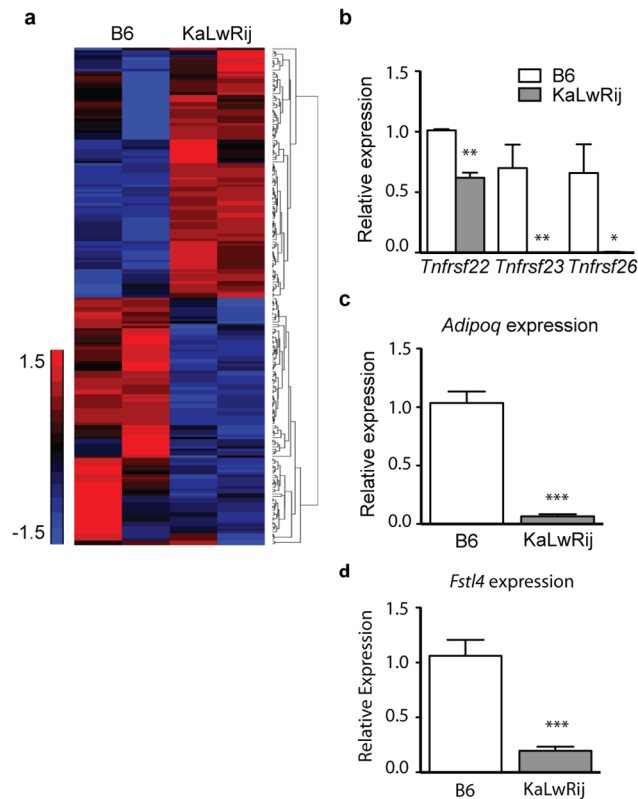 a
B6 KaLwRij
1.5
-1.5
b
Relative expression
1.5
1.0
0.5
0.0
B6
KaLwRij
**
**
*
Tnfrsf22 Tnfrsf23 Tnfrsf26
c
Adipoq expression
Relative expression
1.5
1.0
0.5
0.0
***
B6 KaLwRij
d
Fstl4 expression
Relative Expression
1.5
1.0
0.5
0.0
***
B6 KaLwRij